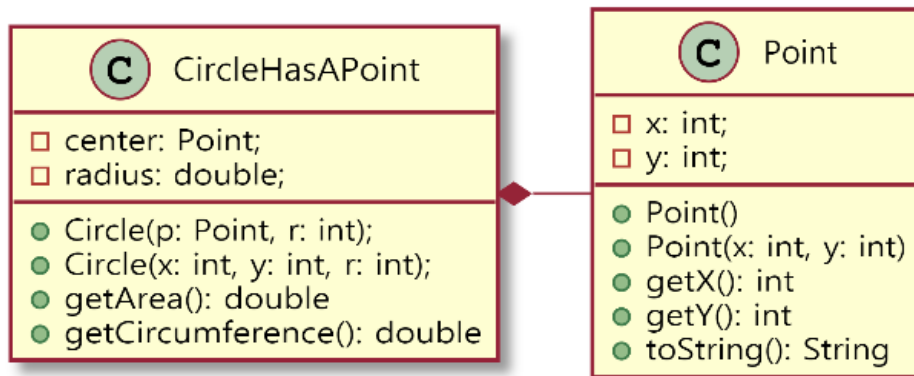 C CircleHasAPoint
center: Point;
radius: double;
Circle(p: Point, r: int);
Circle(x: int, y: int, r: int);
getArea(): double
getCircumference(): double
C Point
x: int;
y: int;
Point()
Point(x: int, y: int)
getX(): int
getY(): int
toString(): String